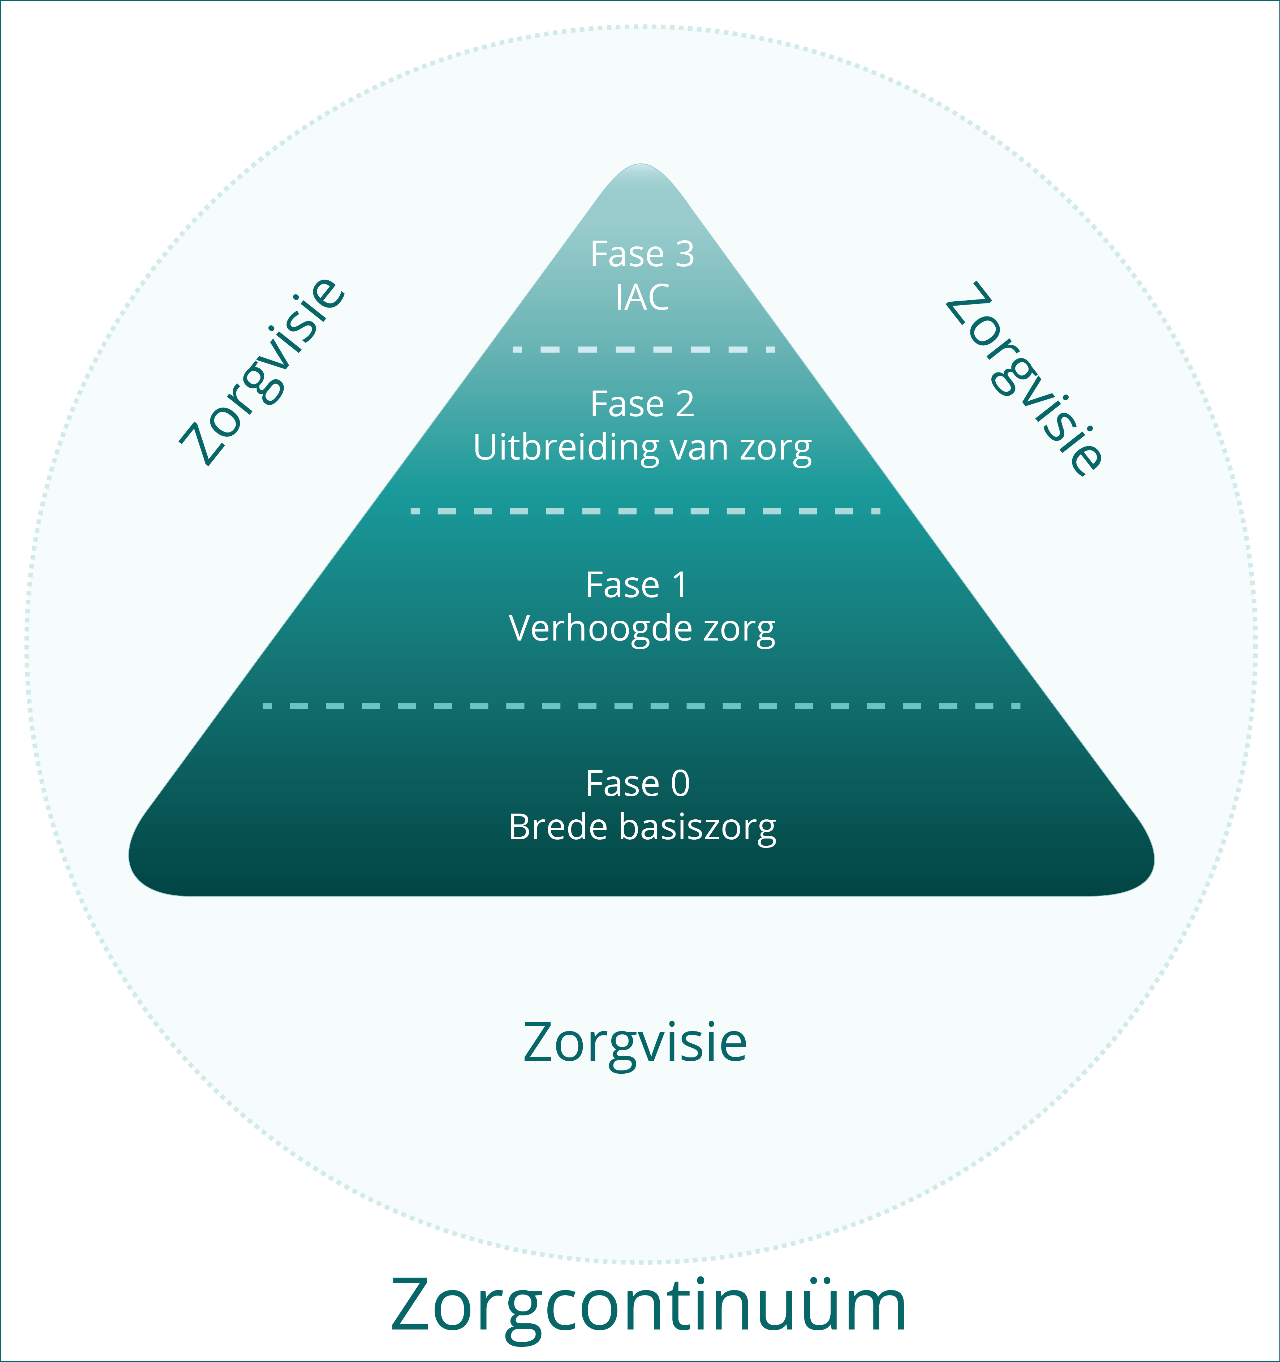 Fase 3
IAC
Zorgvisie
Zorgvisie
Fase 2
Uitbreiding van zorg
Fase 1
Verhoogde zorg
Fase 0
Brede basiszorg
Zorgvisie
Zorgcontinuüm